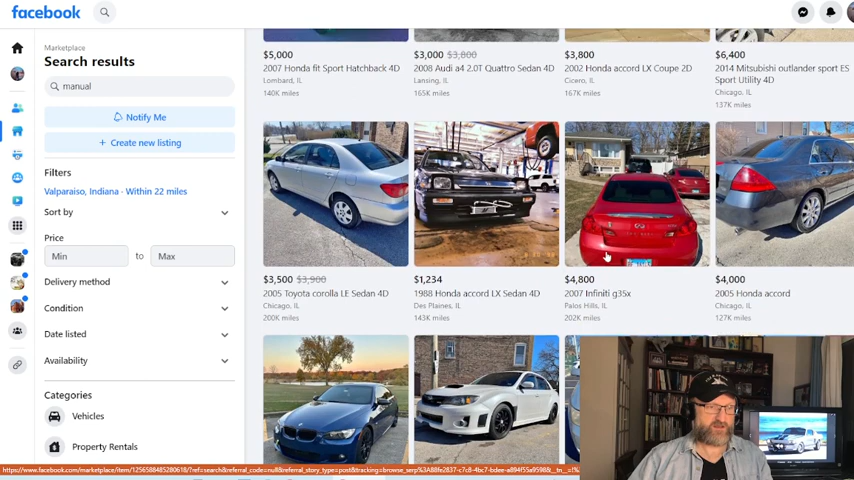 facebook
Marketplace
Search results
manual
Notify Me
+ Create new listing
Filters
Valparaiso, Indiana · Within 22 miles
Sort by
Price
Min
to
Max
Delivery method
Condition
Date listed
Availability
Categories
Vehicles
Property Rentals
$5,000
2007 Honda fit Sport Hatchback 4D
Lombard, IL
140K miles
$3,000 $3,800
2008 Audi a4 2.0T Quattro Sedan 4D
Lansing, IL
165K miles
$3,800
2002 Honda accord LX Coupe 2D
Cicero, IL
167K miles
$6,400
2014 Mitsubishi outlander sport ES
Sport Utility 4D
Chicago, IL
137K miles
$3,500 $3,900
2005 Toyota corolla LE Sedan 4D
Chicago, IL
200K miles
$1,234
1988 Honda accord LX Sedan 4D
Des Plaines, IL
143K miles
$4,800
2007 Infiniti g35x
Palos Hills, IL
202K miles
$4,000
2005 Honda accord
Chicago, IL
127K miles